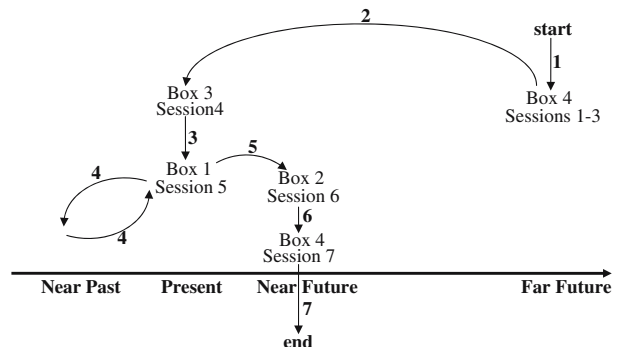 2
start
1
Box 4
Sessions 1-3
Box 3
Session4
3
Box 1
Session 5
5
4
4
Box 2
Session 6
6
Box 4
Session 7
Near Past Present Near Future Far Future
7
end